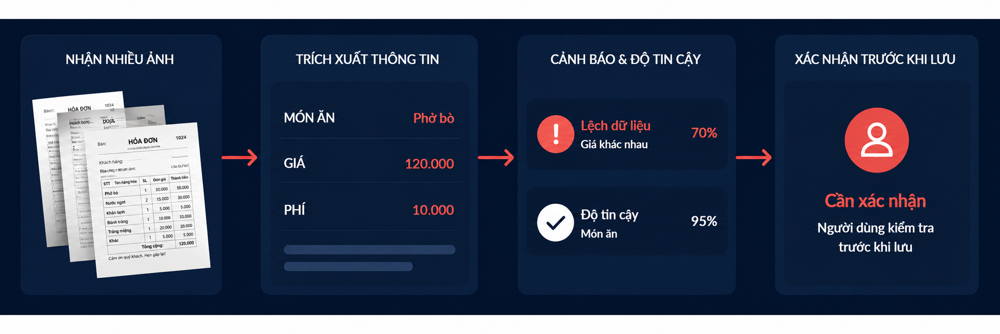 NHẬN NHIỀU ẢNH
Bàn:
HÓA ĐƠN
1024
Bàn:
HÓA ĐƠN
1024
Khách hàng:
STT Tên hàng hóa SL Đơn giá Thành tiền
Phở bò 1 50.000 50.000
Nước ngọt 2 15.000 30.000
Khăn lạnh 1 5.000 5.000
Bánh tráng 1 10.000 10.000
Tráng miệng 1 20.000 20.000
Khác 1 5.000 5.000
Tổng cộng: 120.000
Cảm ơn quý khách. Hẹn gặp lại!
TRÍCH XUẤT THÔNG TIN
MÓN ĂN Phở bò
GIÁ 120.000
PHÍ 10.000
CẢNH BÁO & ĐỘ TIN CẬY
Lệch dữ liệu 70%
Giá khác nhau
Độ tin cậy 95%
Món ăn
XÁC NHẬN TRƯỚC KHI LƯU
Cần xác nhận
Người dùng kiểm tra
trước khi lưu